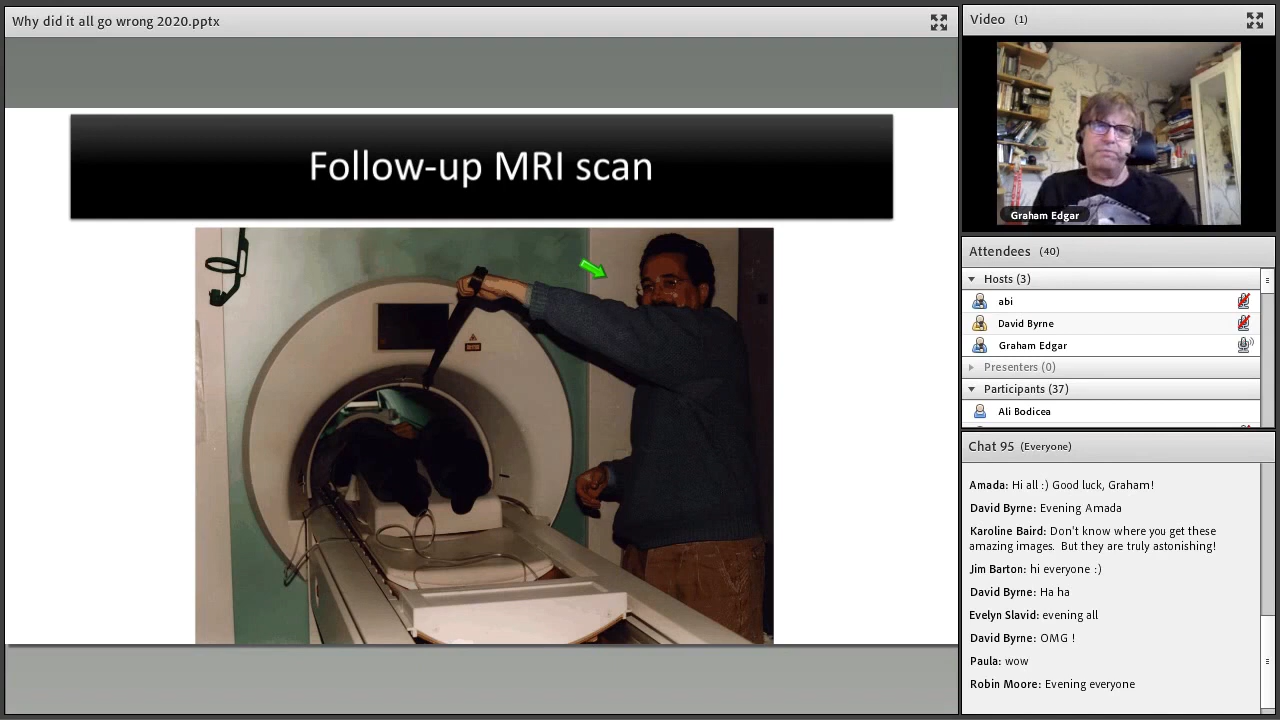 Why did it all go wrong 2020.pptx
Follow-up MRI scan
Video (1)
Graham Edgar
Attendees (40)
Hosts (3)
abi
David Byrne
Graham Edgar
Presenters (0)
Participants (37)
Ali Bodicea
Chat 95 (Everyone)
Amada: Hi all :) Good luck, Graham!
David Byrne: Evening Amada
Karoline Baird: Don't know where you get these
amazing images. But they are truly astonishing!
Jim Barton: hi everyone :)
David Byrne: Ha ha
Evelyn Slavid: evening all
David Byrne: OMG !
Paula: wow
Robin Moore: Evening everyone